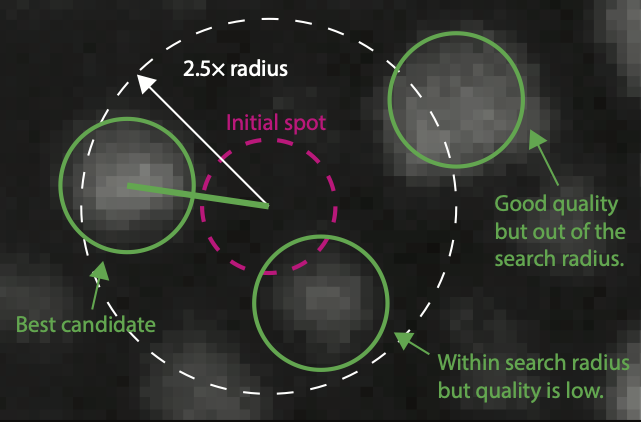 2.5× radius
Initial spot
Good quality
but out of the
search radius.
Best candidate
Within search radius
but quality is low.